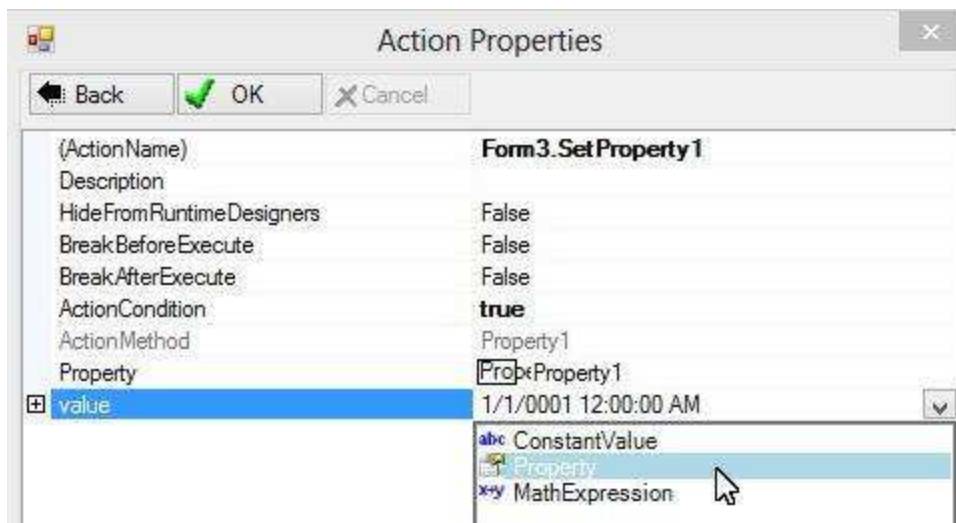 Action Properties
Back OK Cancel
(ActionName) Form3.SetProperty1
Description
HideFromRuntimeDesigners False
BreakBeforeExecute False
BreakAfterExecute False
ActionCondition true
ActionMethod Property1
Property Property1
value 1/1/0001 12:00:00 AM
abc ConstantValue
Property
x+y MathExpression